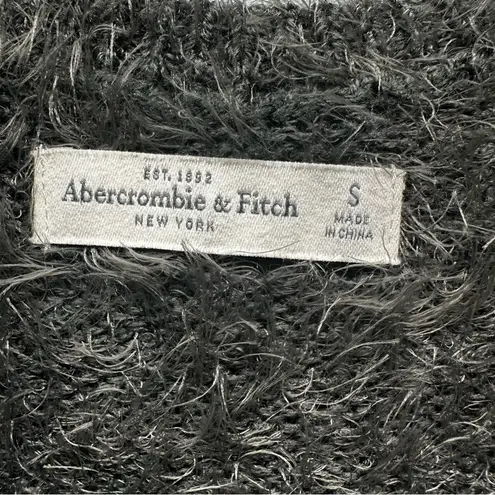 EST. 1892
Abercrombie & Fitch
NEW YORK
S
MADE
IN CHINA